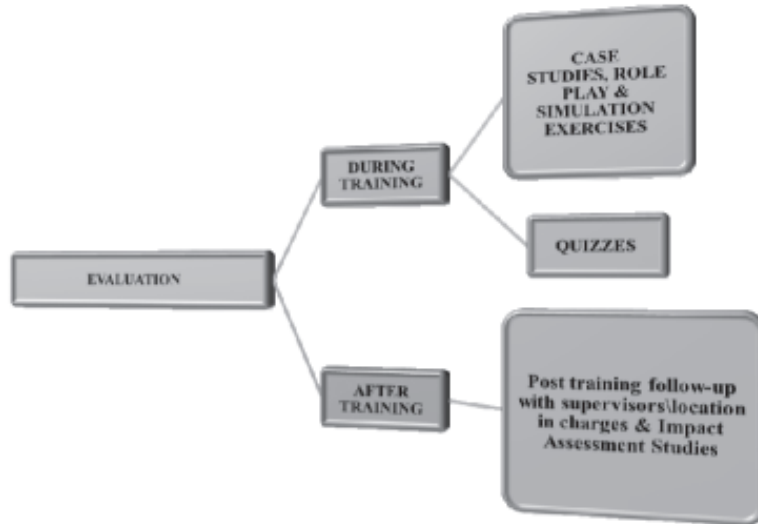 CASE
STUDIES, ROLE
PLAY &
SIMULATION
EXERCISES
DURING
TRAINING
QUIZZES
EVALUATION
AFTER
TRAINING
Post training follow-up
with supervisors\location
in charges & Impact
Assessment Studies